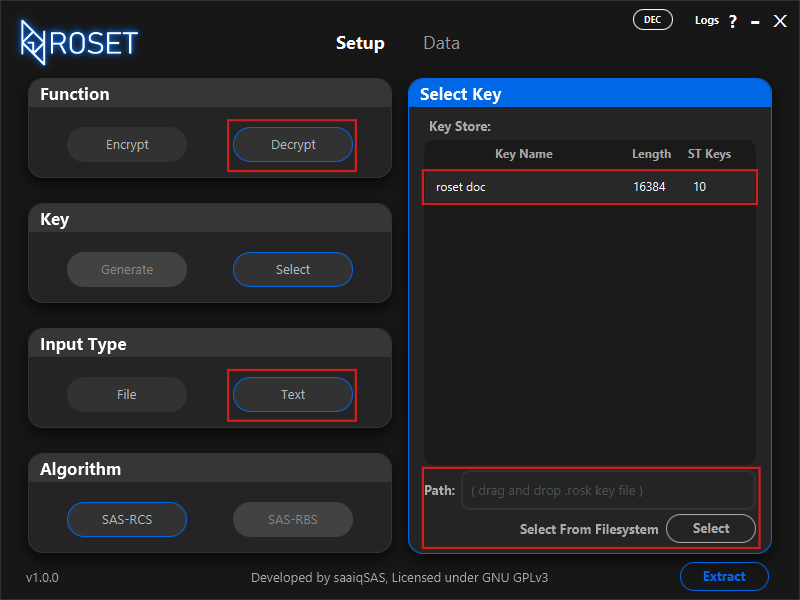 ROSET
Setup
Data
DEC
Logs
?
Function
Encrypt
Decrypt
Key
Generate
Select
Input Type
File
Text
Algorithm
SAS-RCS
SAS-RBS
Select Key
Key Store:
Key Name Length ST Keys
roset doc 16384 10
Path: ( drag and drop .rosk key file )
Select From Filesystem Select
v1.0.0
Developed by saaiqSAS, Licensed under GNU GPLv3
Extract